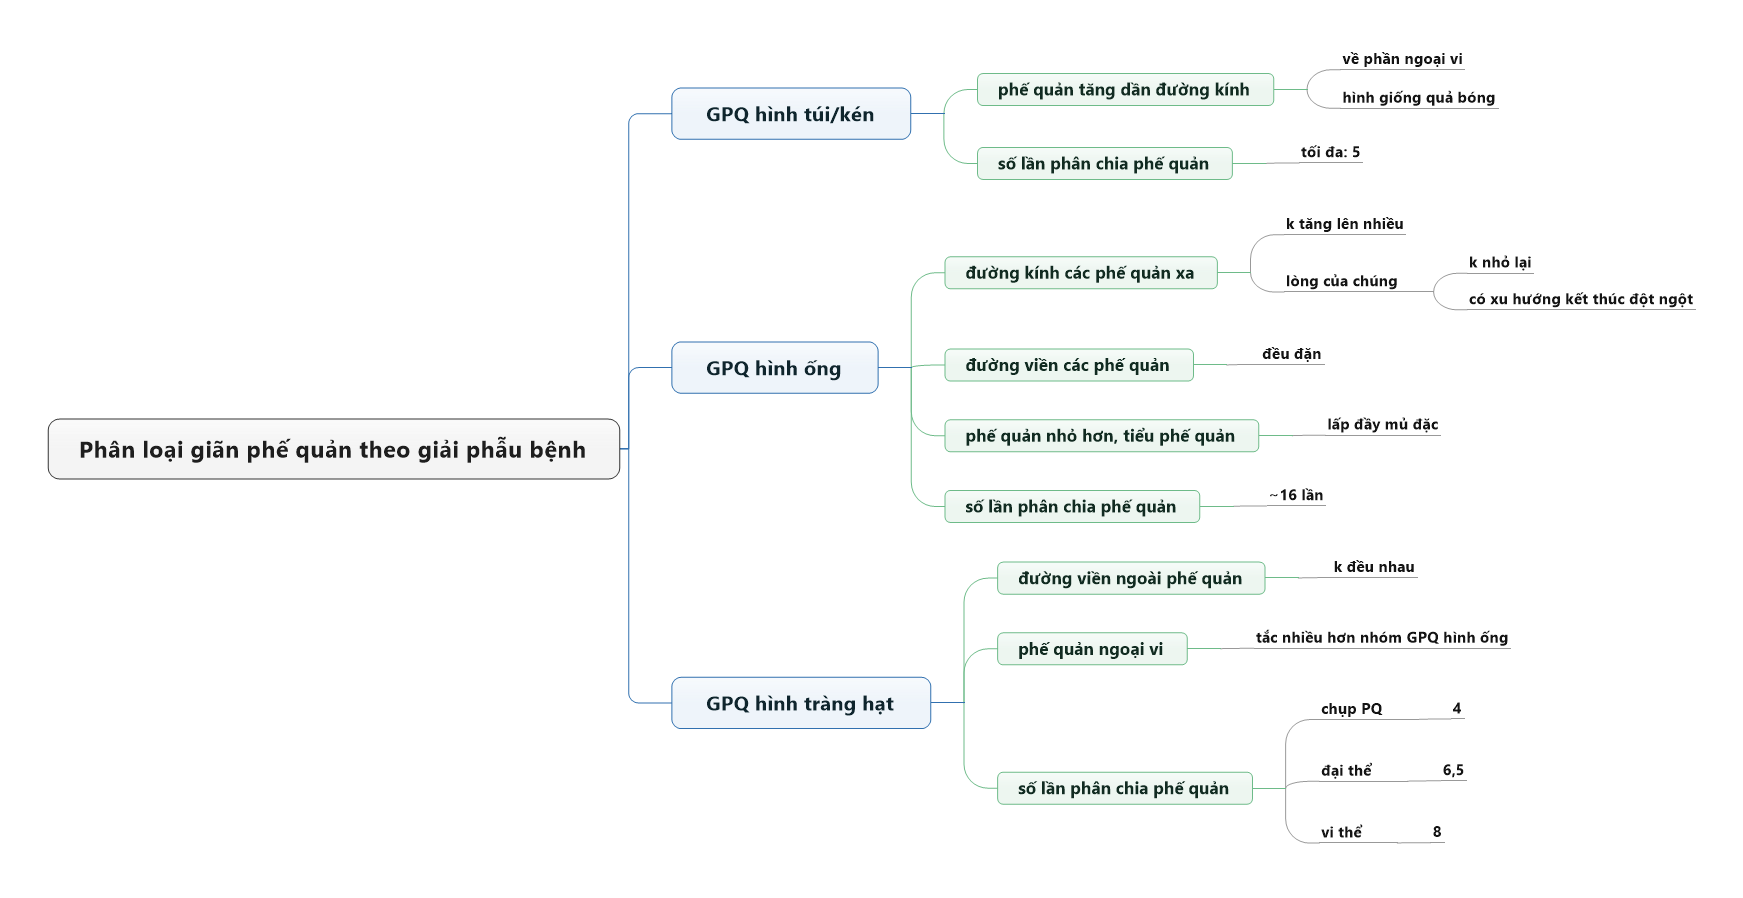 Phân loại giãn phế quản theo giải phẫu bệnh
GPQ hình túi/kén
phế quản tăng dần đường kính
về phần ngoại vi
hình giống quả bóng
số lần phân chia phế quản
tối đa: 5
GPQ hình ống
đường kính các phế quản xa
k tăng lên nhiều
lòng của chúng
k nhỏ lại
có xu hướng kết thúc đột ngột
đường viền các phế quản
đều đặn
phế quản nhỏ hơn, tiểu phế quản
lấp đầy mủ đặc
số lần phân chia phế quản
~16 lần
GPQ hình tràng hạt
đường viền ngoài phế quản
k đều nhau
phế quản ngoại vi
tắc nhiều hơn nhóm GPQ hình ống
số lần phân chia phế quản
chụp PQ 4
đại thể 6,5
vi thể 8